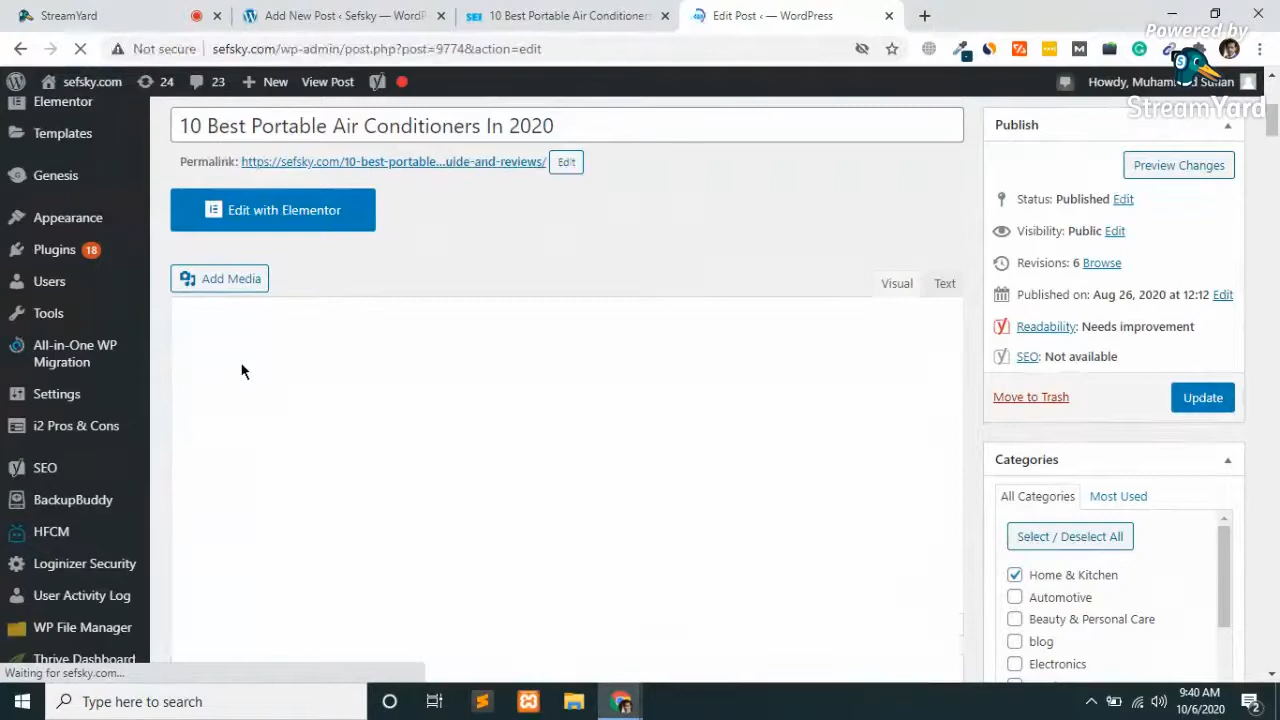 StreamYard
Add New Post ‹ Sefsky — WordP
10 Best Portable Air Conditioners
Edit Post ‹ — WordPress
Powered by
StreamYard
Not secure
sefsky.com/wp-admin/post.php?post=9774&action=edit
sefsky.com
24
23
New
View Post
Howdy,
Elementor
Templates
Genesis
Appearance
Plugins 18
Users
Tools
All-in-One WP
Migration
Settings
i2 Pros & Cons
SEO
BackupBuddy
HFCM
Loginizer Security
User Activity Log
WP File Manager
Thrive Dashboard
10 Best Portable Air Conditioners In 2020
Permalink: https://sefsky.com/10-best-portable...uide-and-reviews/ Edit
Edit with Elementor
Add Media
Visual Text
Publish
Preview Changes
Status: Published Edit
Visibility: Public Edit
Revisions: 6 Browse
Published on: Aug 26, 2020 at 12:12 Edit
Readability: Needs improvement
SEO: Not available
Move to Trash
Update
Categories
All Categories Most Used
Select / Deselect All
Home & Kitchen
Automotive
Beauty & Personal Care
blog
Electronics
Waiting for sefsky.com...
Type here to search
9:40 AM
10/6/2020
2